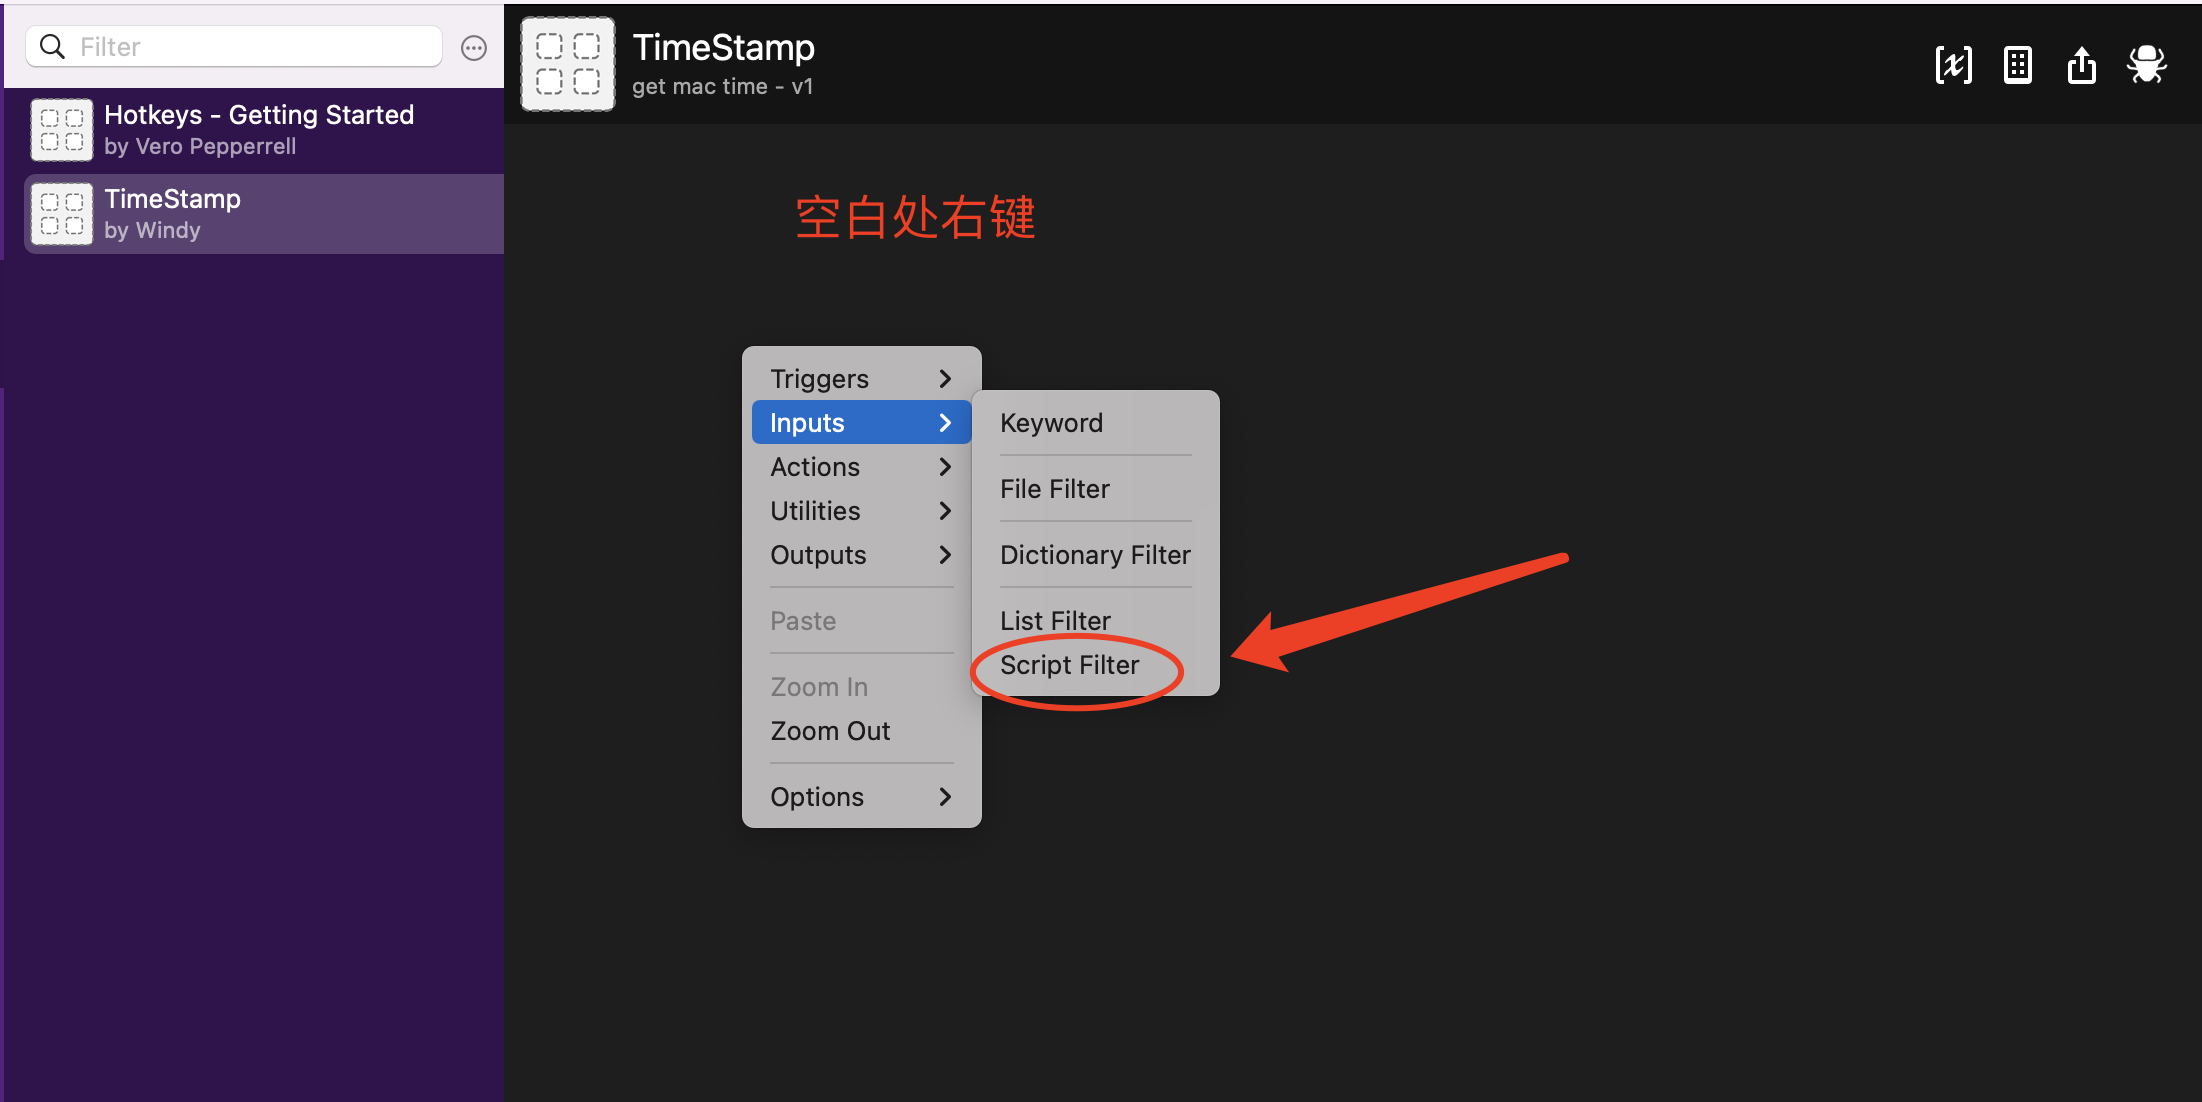 Filter
Hotkeys - Getting Started
by Vero Pepperrell
TimeStamp
by Windy
TimeStamp
get mac time - v1
空白处右键
Triggers
Inputs
Actions
Utilities
Outputs
Paste
Zoom In
Zoom Out
Options
Keyword
File Filter
Dictionary Filter
List Filter
Script Filter